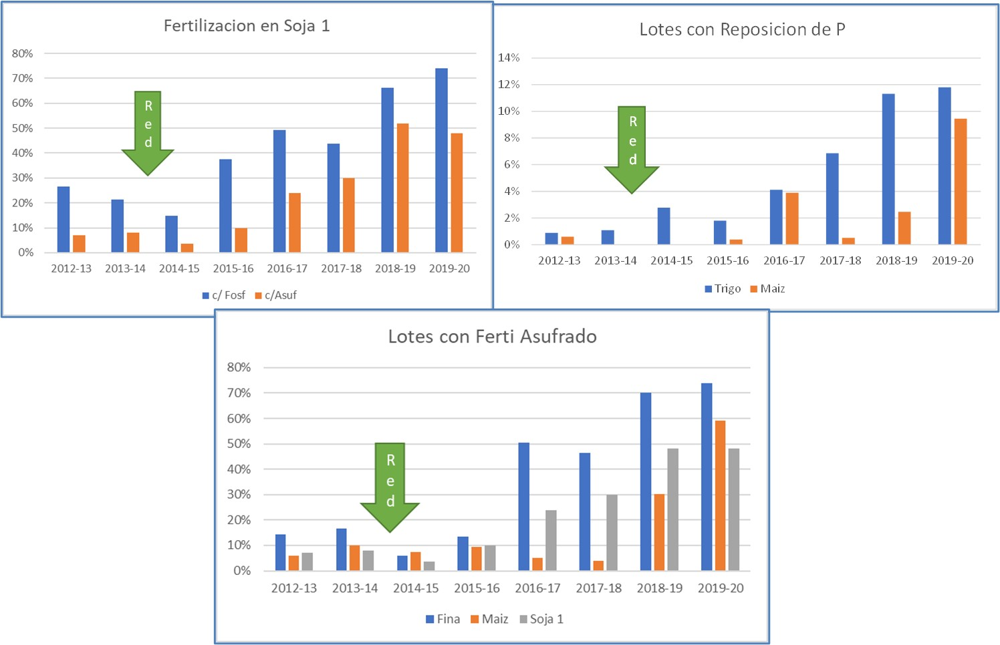 Fertilizacion en Soja 1
80%
70%
60%
50%
40%
30%
20%
10%
0%
R
e
d
2012-13 2013-14 2014-15 2015-16 2016-17 2017-18 2018-19 2019-20
c/ Fosf c/Asuf
Lotes con Reposicion de P
14%
12%
10%
8%
6%
4%
2%
0%
R
e
d
2012-13 2013-14 2014-15 2015-16 2016-17 2017-18 2018-19 2019-20
Trigo Maiz
Lotes con Ferti Asufrado
80%
70%
60%
50%
40%
30%
20%
10%
0%
R
e
d
2012-13 2013-14 2014-15 2015-16 2016-17 2017-18 2018-19 2019-20
Fina Maiz Soja 1